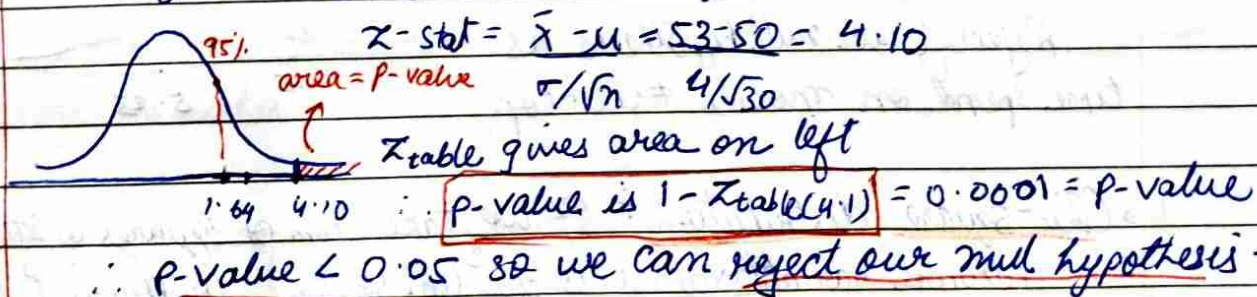 95%
z-stat = x̄ - u = 53-50 = 4.10
σ/√n 4/√30
area = P-value
Ztable gives area on left
1.64 4.10 ∴ p-value is 1 - Ztable(4.1) = 0.0001 = P-value
∴ p-value < 0.05 so we can reject our null hypothesis.